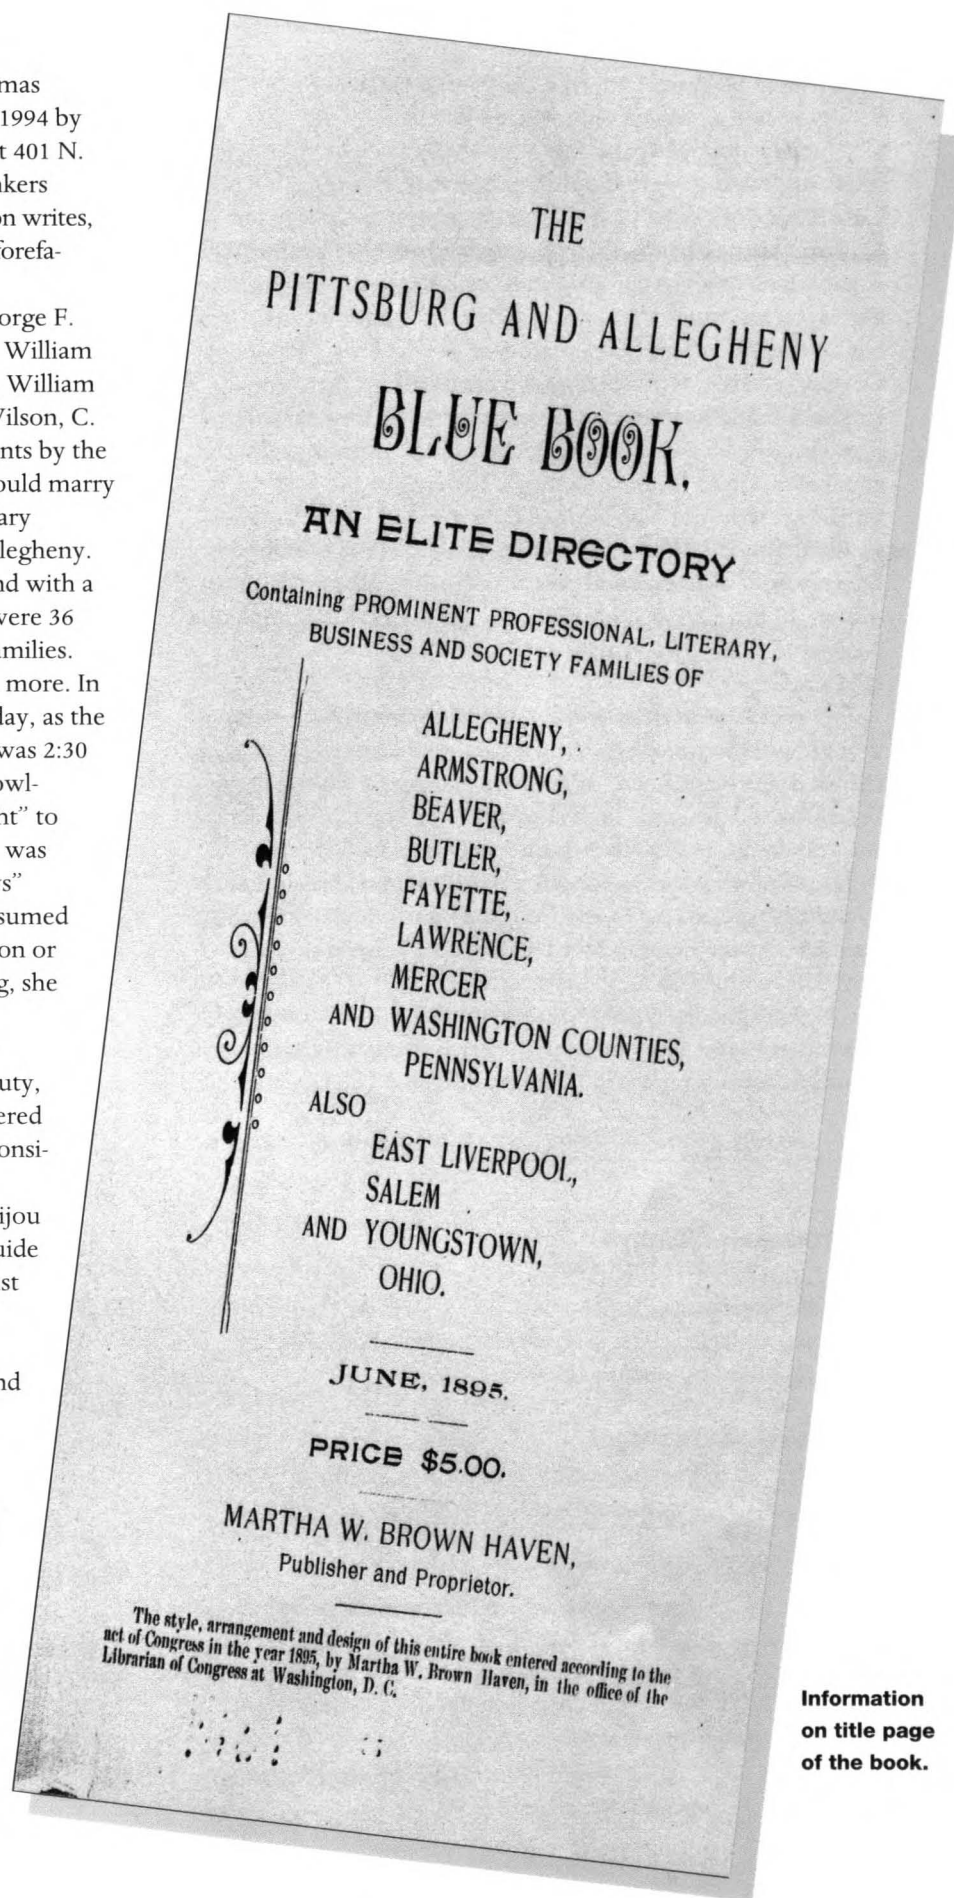 mas
1994 by
t 401 N.
nkers
on writes,
forefa-
orge F.
William
William
Wilson, C.
nts by the
ould marry
ary
llegheny.
nd with a
were 36
amilies.
more. In
lay, as the
was 2:30
owl-
nt" to
was
s"
sumed
on or
g, she
uty,
ered
onsi-
ijou
uide
st
nd
THE
PITTSBURG AND ALLEGHENY
BLUE BOOK.
AN ELITE DIRECTORY
Containing PROMINENT PROFESSIONAL, LITERARY,
BUSINESS AND SOCIETY FAMILIES OF
ALLEGHENY,
ARMSTRONG,
BEAVER,
BUTLER,
FAYETTE,
LAWRENCE,
MERCER
AND WASHINGTON COUNTIES,
PENNSYLVANIA.
ALSO
EAST LIVERPOOL,
SALEM
AND YOUNGSTOWN,
OHIO.
JUNE, 1895.
PRICE $5.00.
MARTHA W. BROWN HAVEN,
Publisher and Proprietor.
The style, arrangement and design of this entire book entered according to the
act of Congress in the year 1895, by Martha W. Brown Haven, in the office of the
Librarian of Congress at Washington, D. C.
Information
on title page
of the book.